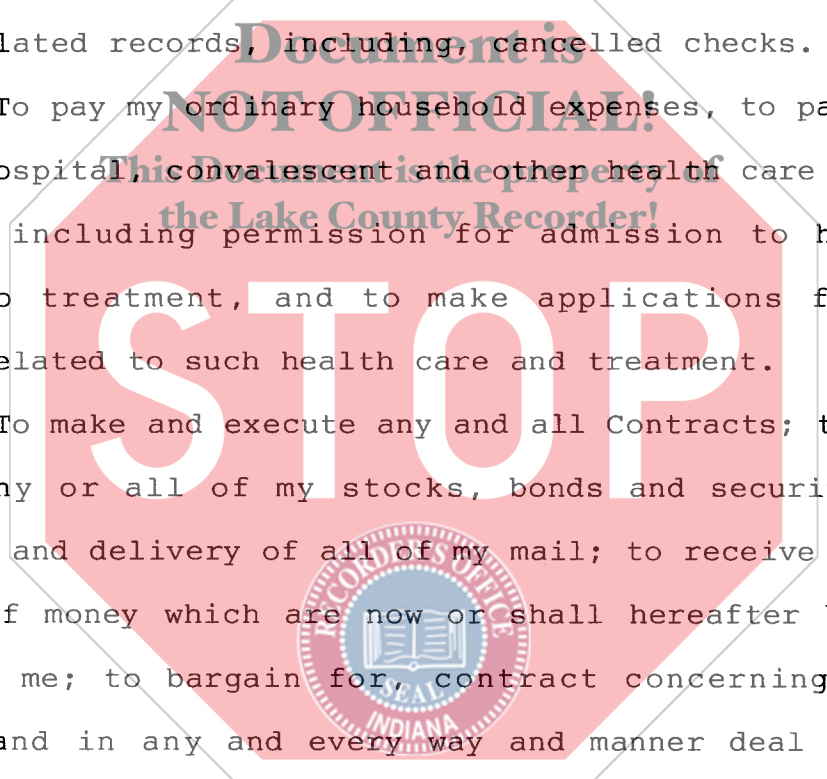 Document is
lated records, including, cancelled checks.
NOT OFFICIAL!
To pay my ordinary household expenses, to pa
This Document is the property of
ospital, convalescent and other health care
the Lake County Recorder!
including permission for admission to h
o treatment, and to make applications f
STOP
elated to such health care and treatment.
To make and execute any and all Contracts; t
ny or all of my stocks, bonds and securi
and delivery of all of my mail; to receive
RECORDER'S OFFICE
f money which are now or shall hereafter
me; to bargain for, contract concerning
SEAL
INDIANA
and in any and every way and manner deal